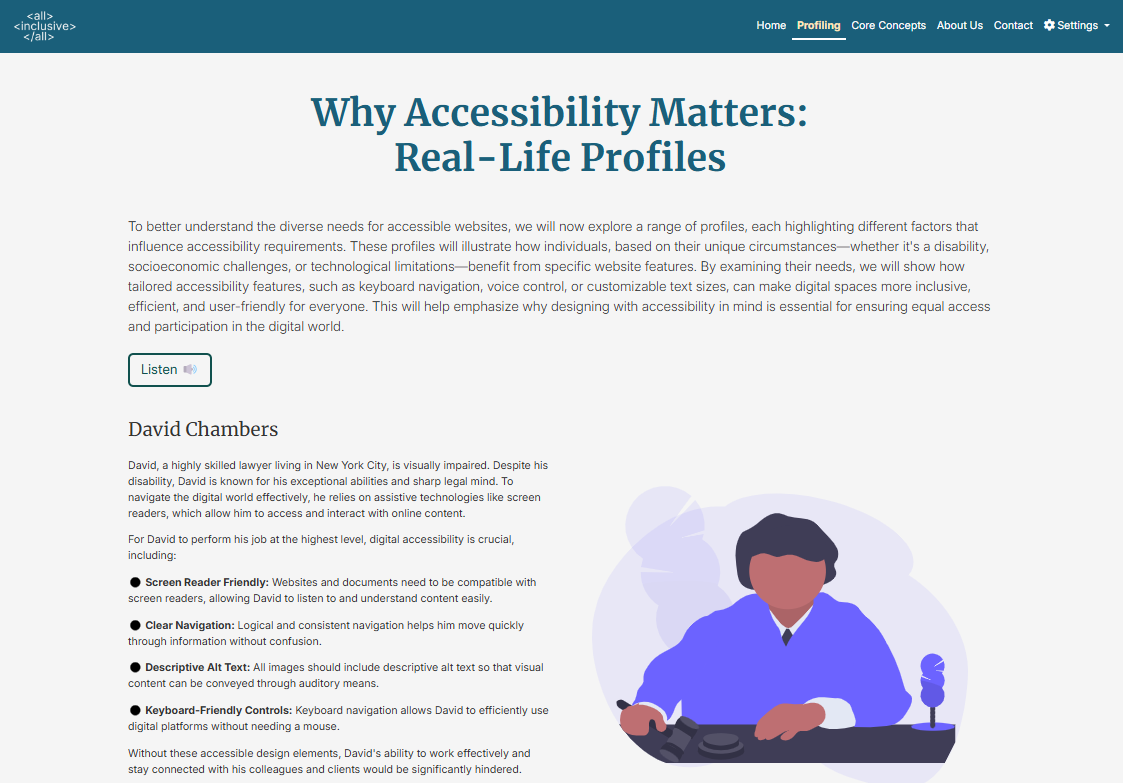 <all>
<inclusive>
</all>
Home Profiling Core Concepts About Us Contact Settings
Why Accessibility Matters:
Real-Life Profiles
To better understand the diverse needs for accessible websites, we will now explore a range of profiles, each highlighting different factors that
influence accessibility requirements. These profiles will illustrate how individuals, based on their unique circumstances—whether it's a disability,
socioeconomic challenges, or technological limitations—benefit from specific website features. By examining their needs, we will show how
tailored accessibility features, such as keyboard navigation, voice control, or customizable text sizes, can make digital spaces more inclusive,
efficient, and user-friendly for everyone. This will help emphasize why designing with accessibility in mind is essential for ensuring equal access
and participation in the digital world.
Listen
David Chambers
David, a highly skilled lawyer living in New York City, is visually impaired. Despite his
disability, David is known for his exceptional abilities and sharp legal mind. To
navigate the digital world effectively, he relies on assistive technologies like screen
readers, which allow him to access and interact with online content.
For David to perform his job at the highest level, digital accessibility is crucial,
including:
● Screen Reader Friendly: Websites and documents need to be compatible with
screen readers, allowing David to listen to and understand content easily.
● Clear Navigation: Logical and consistent navigation helps him move quickly
through information without confusion.
● Descriptive Alt Text: All images should include descriptive alt text so that visual
content can be conveyed through auditory means.
● Keyboard-Friendly Controls: Keyboard navigation allows David to efficiently use
digital platforms without needing a mouse.
Without these accessible design elements, David's ability to work effectively and
stay connected with his colleagues and clients would be significantly hindered.